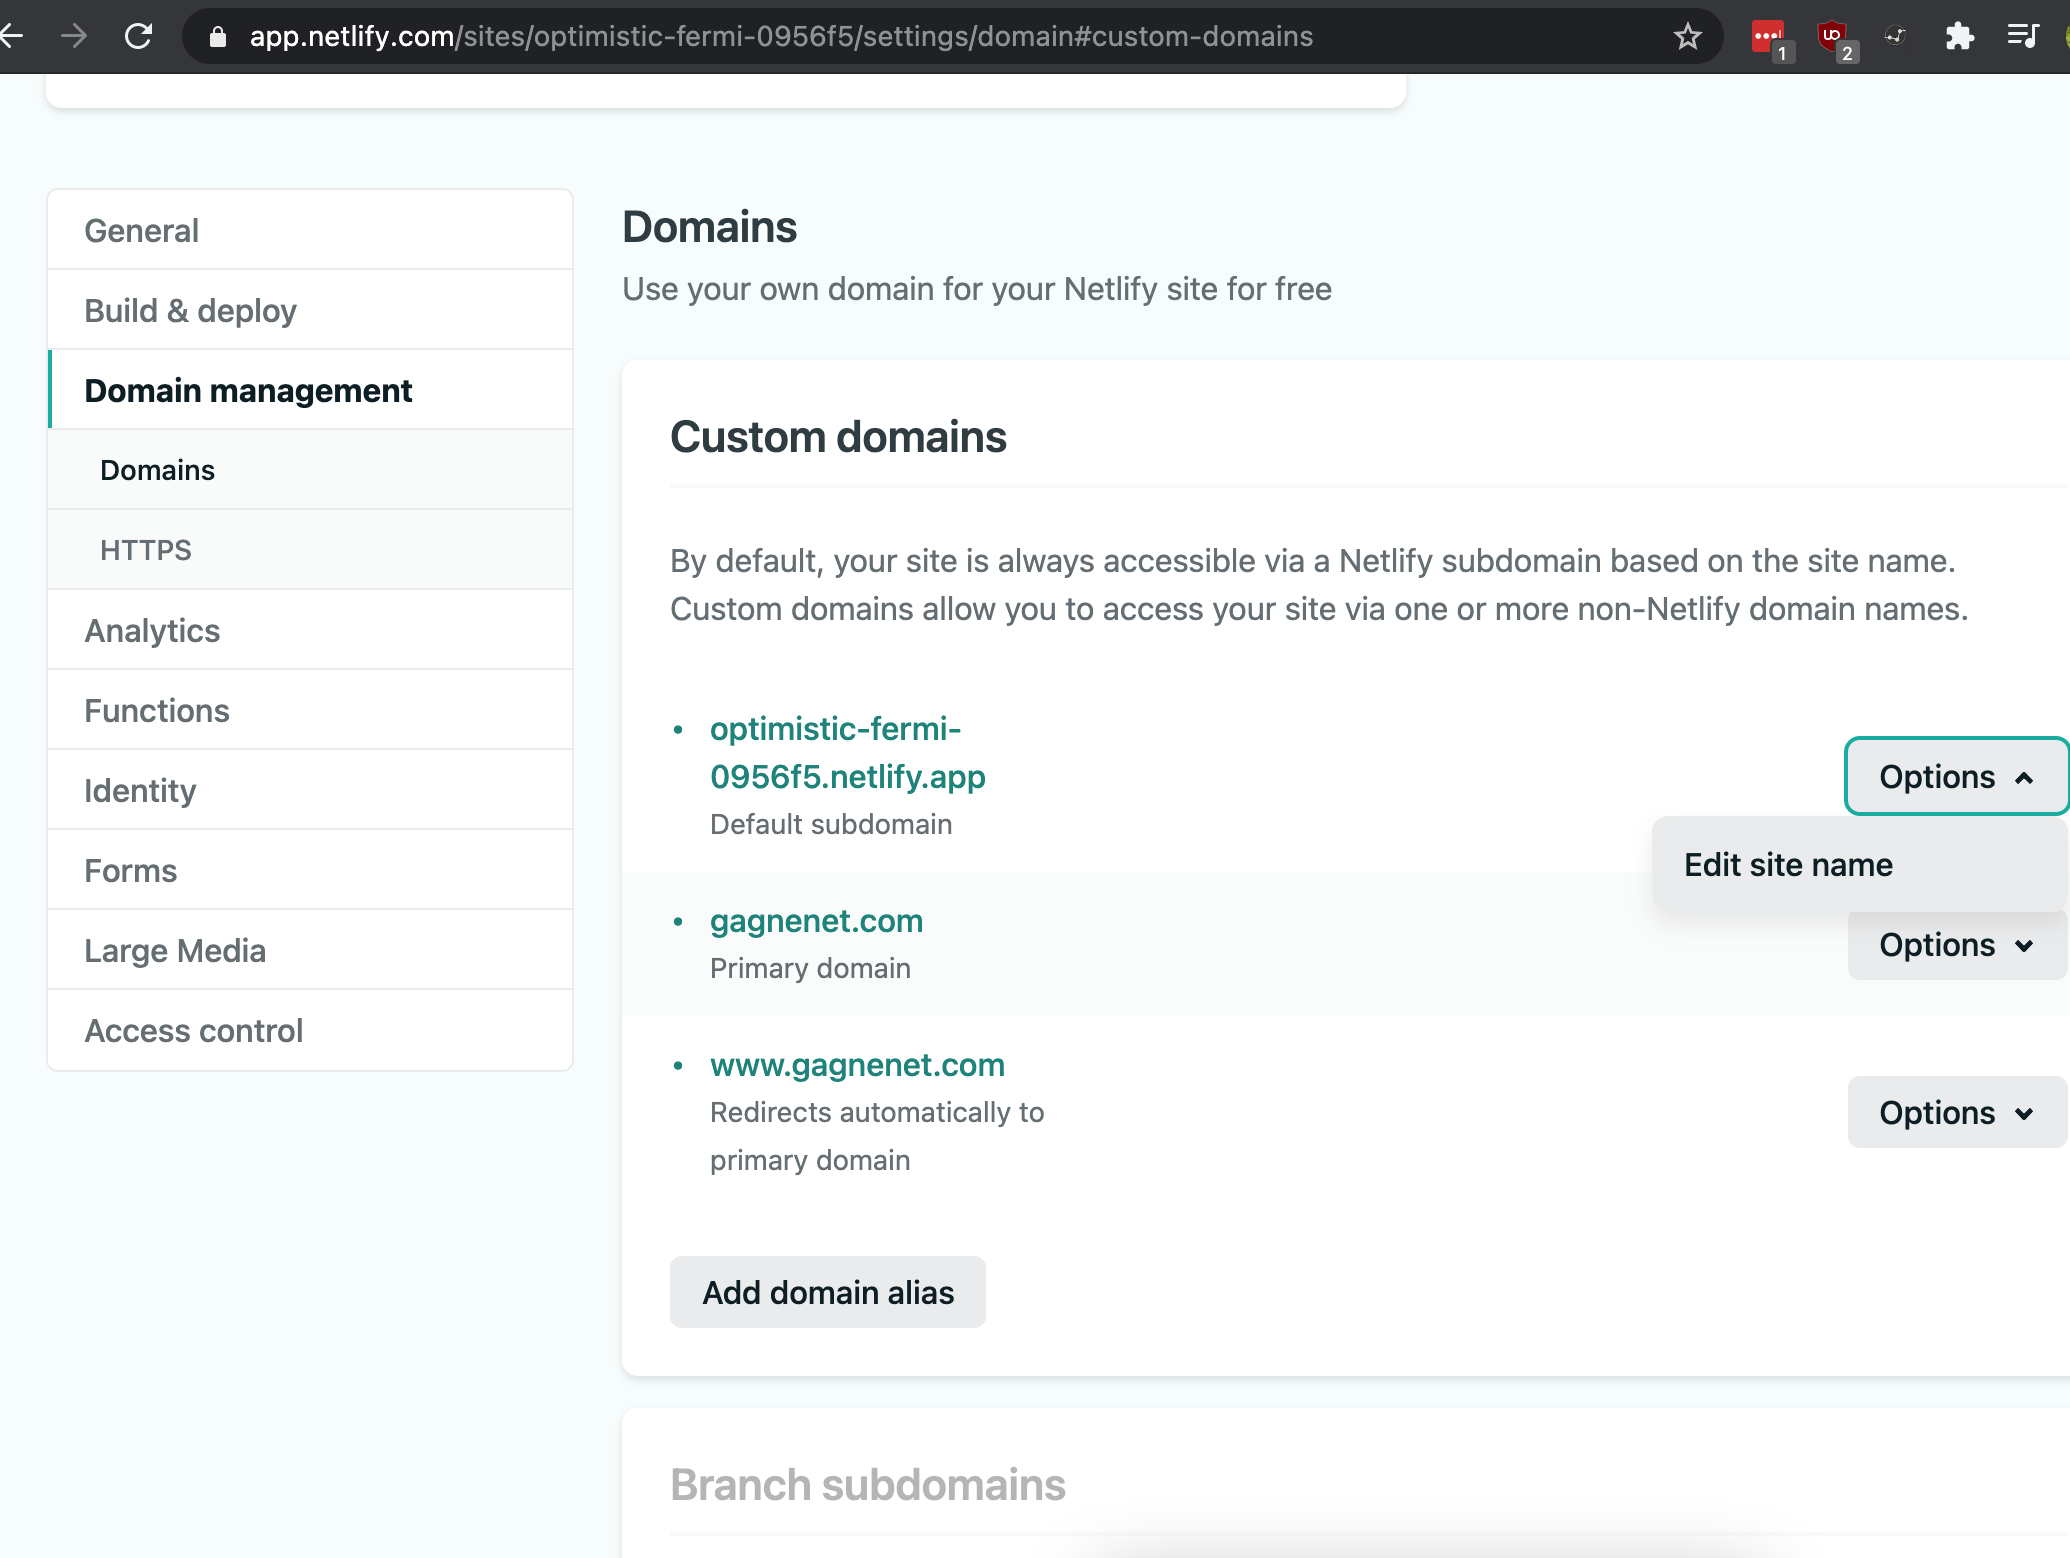 app.netlify.com/sites/optimistic-fermi-0956f5/settings/domain#custom-domains
1
2
General
Build & deploy
Domain management
Domains
HTTPS
Analytics
Functions
Identity
Forms
Large Media
Access control
Domains
Use your own domain for your Netlify site for free
Custom domains
By default, your site is always accessible via a Netlify subdomain based on the site name.
Custom domains allow you to access your site via one or more non-Netlify domain names.
• optimistic-fermi-
0956f5.netlify.app
Default subdomain
Options
Edit site name
• gagnenet.com
Primary domain
Options
• www.gagnenet.com
Redirects automatically to
primary domain
Options
Add domain alias
Branch subdomains